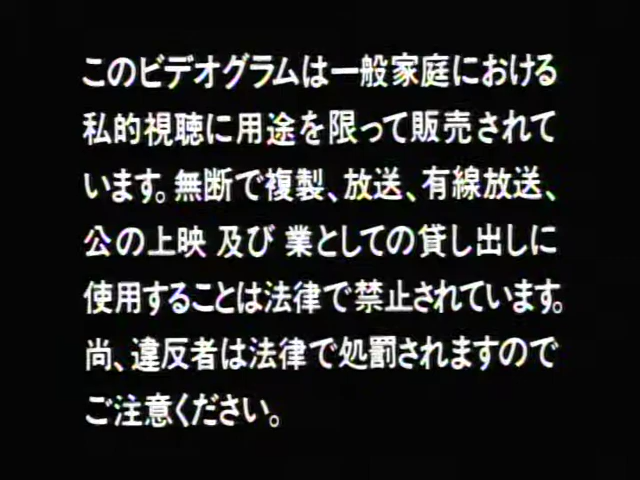 このビデオグラムは一般家庭における
私的視聴に用途を限って販売されて
います。無断で複製、放送、有線放送、
公の上映 及び 業としての貸し出しに
使用することは法律で禁止されています。
尚、違反者は法律で処罰されますので
ご注意ください。